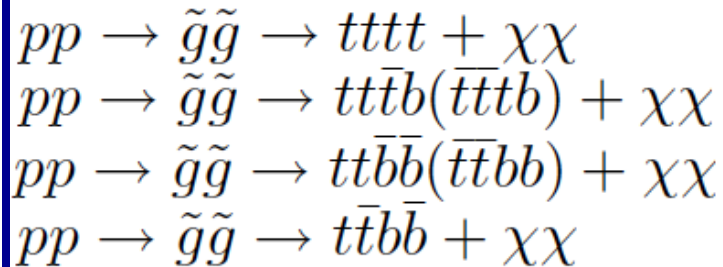 pp → g̃g̃ → tttt + χχ
pp → g̃g̃ → ttt̄b(t̄t̄tb) + χχ
pp → g̃g̃ → ttb̄b̄(t̄t̄bb) + χχ
pp → g̃g̃ → tt̄bb̄ + χχ